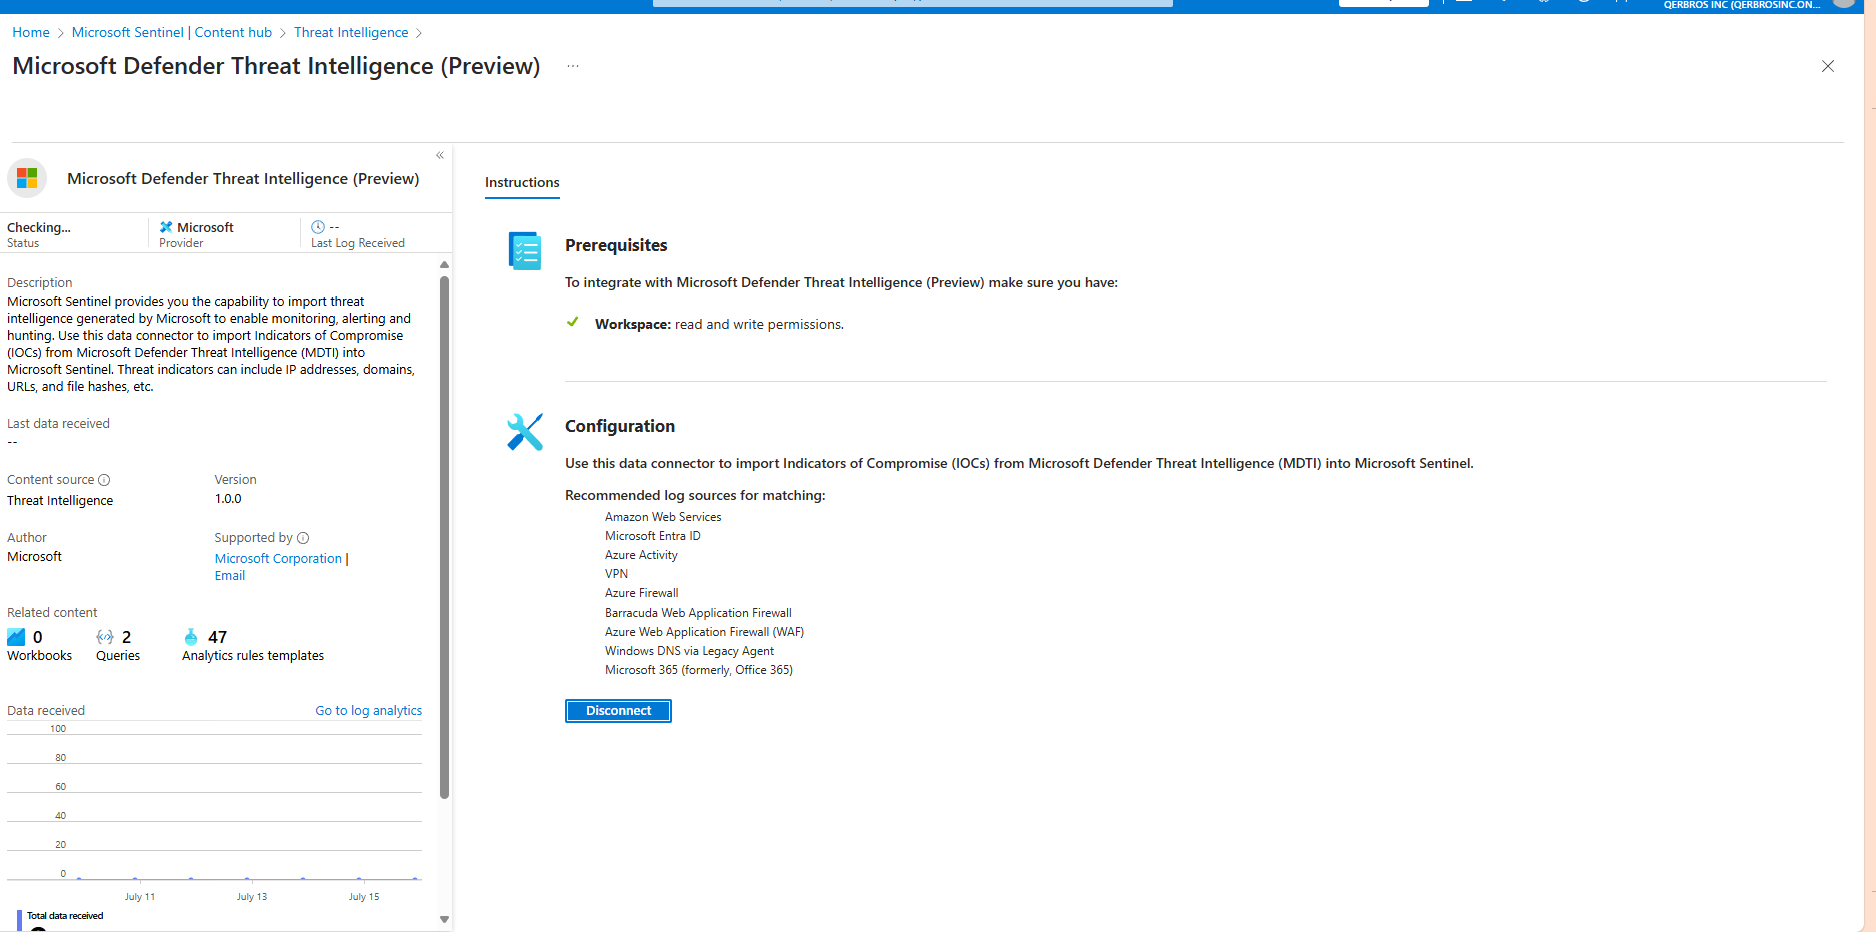 QERBROS INC (QERBROSINC.ON...
Home > Microsoft Sentinel | Content hub > Threat Intelligence >
Microsoft Defender Threat Intelligence (Preview) ...
Microsoft Defender Threat Intelligence (Preview)
Checking...
Status
Microsoft
Provider
--
Last Log Received
Description
Microsoft Sentinel provides you the capability to import threat
intelligence generated by Microsoft to enable monitoring, alerting and
hunting. Use this data connector to import Indicators of Compromise
(IOCs) from Microsoft Defender Threat Intelligence (MDTI) into
Microsoft Sentinel. Threat indicators can include IP addresses, domains,
URLs, and file hashes, etc.
Last data received
--
Content source
Threat Intelligence
Version
1.0.0
Author
Microsoft
Supported by
Microsoft Corporation |
Email
Related content
0
Workbooks
2
Queries
47
Analytics rules templates
Data received
Go to log analytics
100
80
60
40
20
0
July 11
July 13
July 15
Total data received
Instructions
Prerequisites
To integrate with Microsoft Defender Threat Intelligence (Preview) make sure you have:
Workspace: read and write permissions.
Configuration
Use this data connector to import Indicators of Compromise (IOCs) from Microsoft Defender Threat Intelligence (MDTI) into Microsoft Sentinel.
Recommended log sources for matching:
Amazon Web Services
Microsoft Entra ID
Azure Activity
VPN
Azure Firewall
Barracuda Web Application Firewall
Azure Web Application Firewall (WAF)
Windows DNS via Legacy Agent
Microsoft 365 (formerly, Office 365)
Disconnect